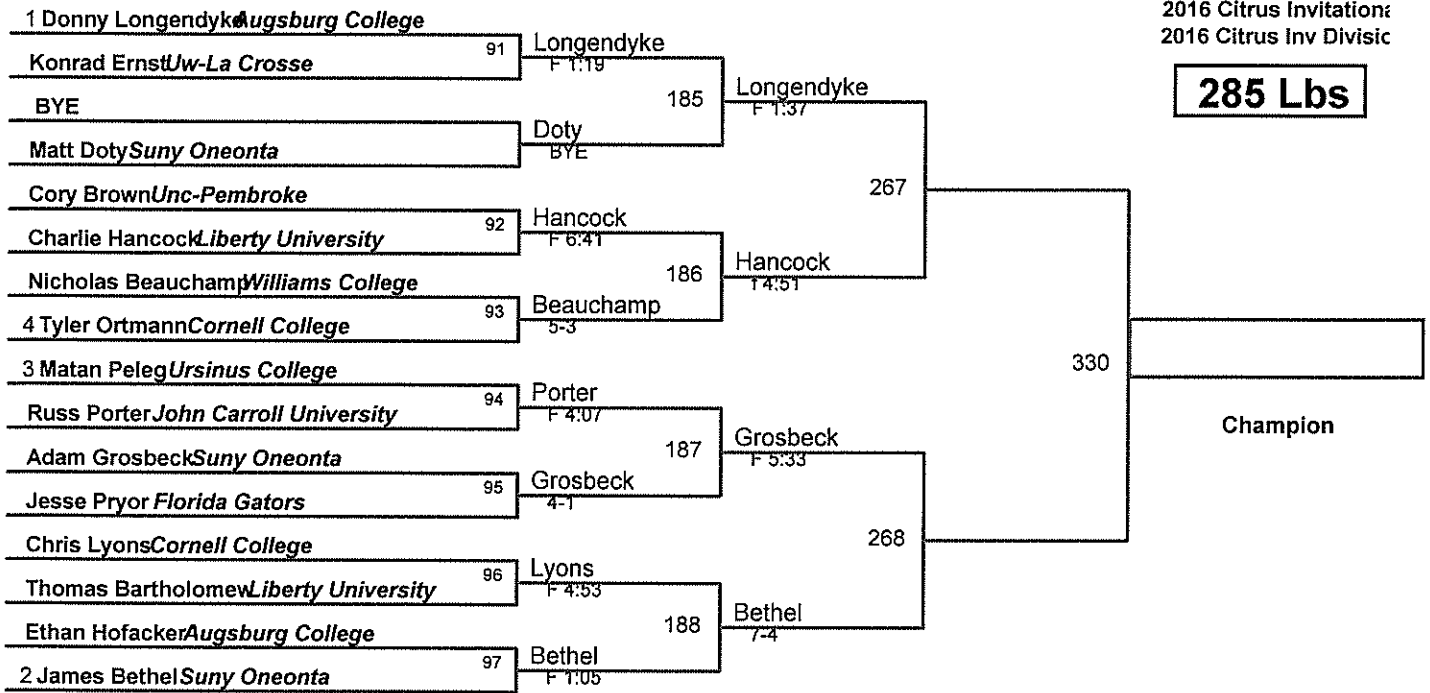 2016 Citrus Invitationa
2016 Citrus Inv Divisic
285 Lbs
1 Donny Longendyke Augsburg College
Konrad Ernst Uw-La Crosse
BYE
Matt Doty Suny Oneonta
Cory Brown Unc-Pembroke
Charlie Hancock Liberty University
Nicholas Beauchamp Williams College
4 Tyler Ortmann Cornell College
3 Matan Peleg Ursinus College
Russ Porter John Carroll University
Adam Grosbeck Suny Oneonta
Jesse Pryor Florida Gators
Chris Lyons Cornell College
Thomas Bartholomew Liberty University
Ethan Hofacker Augsburg College
2 James Bethel Suny Oneonta
91
Longendyke
F 1:19
Doty
BYE
92
Hancock
F 6:41
93
Beauchamp
5-3
94
Porter
F 4:07
95
Grosbeck
4-1
96
Lyons
F 4:53
97
Bethel
F 1:05
185
Longendyke
F 1:37
186
Hancock
4:51
187
Grosbeck
F 5:33
188
Bethel
7-4
267
268
330
Champion